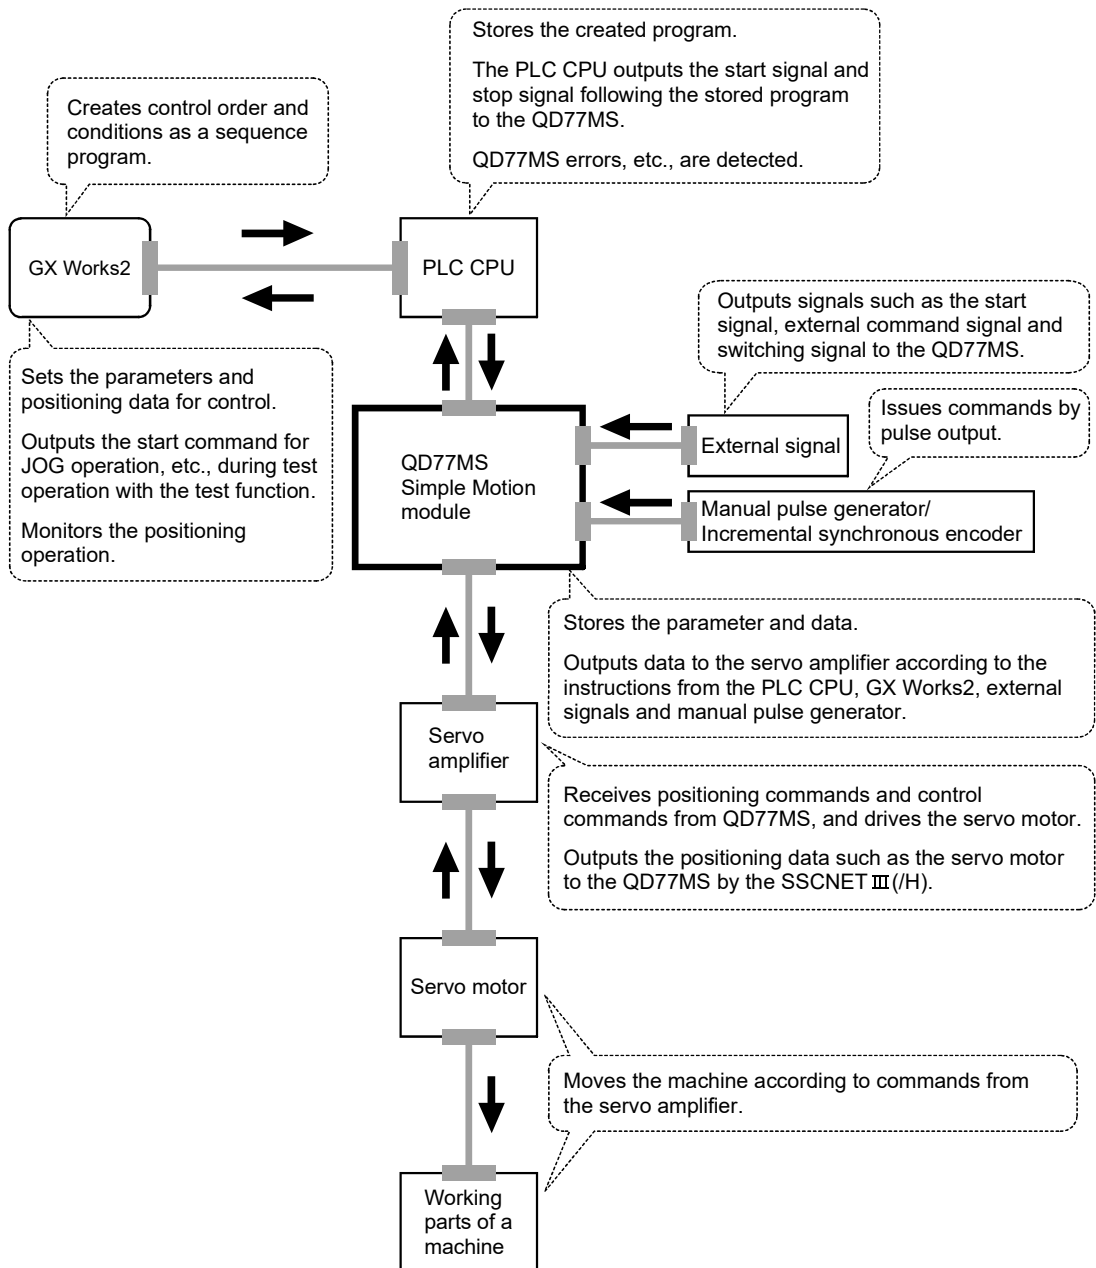 Stores the created program.
The PLC CPU outputs the start signal and
stop signal following the stored program
to the QD77MS.
QD77MS errors, etc., are detected.
Creates control order and
conditions as a sequence
program.
GX Works2
PLC CPU
Outputs signals such as the start
signal, external command signal and
switching signal to the QD77MS.
Sets the parameters and
positioning data for control.
Outputs the start command for
JOG operation, etc., during test
operation with the test function.
Monitors the positioning
operation.
QD77MS
Simple Motion
module
External signal
Issues commands by
pulse output.
Manual pulse generator/
Incremental synchronous encoder
Stores the parameter and data.
Outputs data to the servo amplifier according to the
instructions from the PLC CPU, GX Works2, external
signals and manual pulse generator.
Servo
amplifier
Receives positioning commands and control
commands from QD77MS, and drives the servo motor.
Outputs the positioning data such as the servo motor
to the QD77MS by the SSCNETⅢ(/H).
Servo motor
Moves the machine according to commands from
the servo amplifier.
Working
parts of a
machine